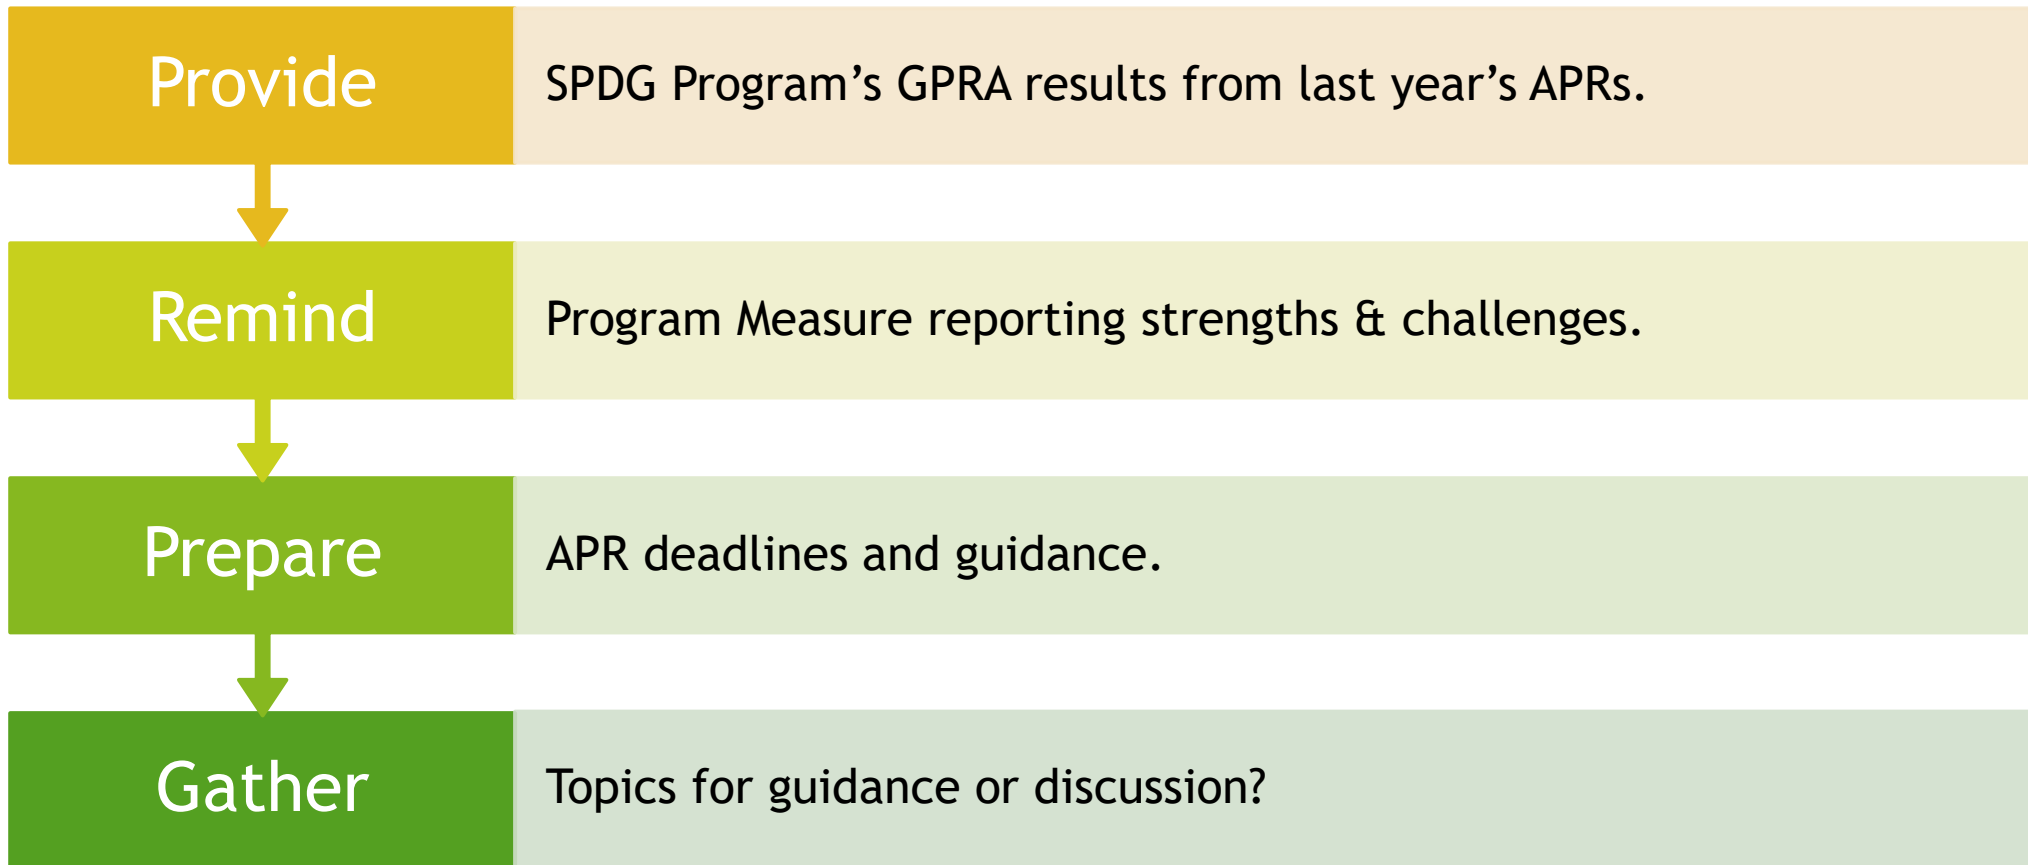 Provide
SPDG Program’s GPRA results from last year’s APRs.
Remind
Program Measure reporting strengths & challenges.
Prepare
APR deadlines and guidance.
Gather
Topics for guidance or discussion?